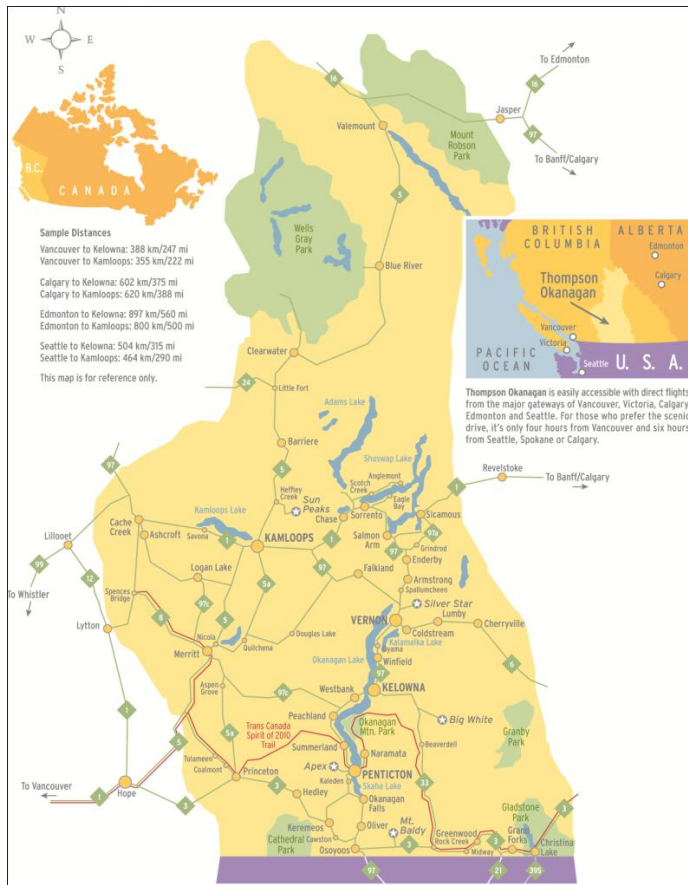 N
W E
S
B.C.
CANADA
Sample Distances
Vancouver to Kelowna: 388 km/247 mi
Vancouver to Kamloops: 355 km/222 mi
Calgary to Kelowna: 602 km/375 mi
Calgary to Kamloops: 620 km/388 mi
Edmonton to Kelowna: 897 km/560 mi
Edmonton to Kamloops: 800 km/500 mi
Seattle to Kelowna: 504 km/315 mi
Seattle to Kamloops: 464 km/290 mi
This map is for reference only.
To Edmonton
16
16
Jasper
97
To Banff/Calgary
Valemount
Mount
Robson
Park
5
Wells
Gray
Park
Blue River
BRITISH
COLUMBIA
ALBERTA
Edmonton
Calgary
Thompson
Okanagan
Vancouver
Victoria
PACIFIC
OCEAN
Seattle
U. S. A.
Thompson Okanagan is easily accessible with direct flights
from the major gateways of Vancouver, Victoria, Calgary
Edmonton and Seattle. For those who prefer the scenic
drive, it's only four hours from Vancouver and six hours
from Seattle, Spokane or Calgary.
Clearwater
24
Little Fort
Adams Lake
Barriere
5
Shuswap Lake
97
Heffley
Creek
Sun
Peaks
Scotch
Creek
Anglemont
Eagle
Bay
Revelstoke
To Banff/Calgary
1
Kamloops Lake
Chase
Sorrento
Sicamous
Cache
Creek
Ashcroft
Savona
1
KAMLOOPS
1
Salmon
Arm
97a
Lillooet
97
Grindrod
99
12
Logan Lake
5a
97
Falkland
Enderby
Armstrong
Spallumcheen
To Whistler
Spences
Bridge
97c
5
Silver Star
Lytton
8
VERNON
Lumby
Nicola
Quilchena
Douglas Lake
Coldstream
Cherryville
Merritt
Okanagan Lake
Kalamalka Lake
Oyama
Winfield
6
Aspen
Grove
97c
97
Westbank
KELOWNA
1
5
5a
Trans Canada
Spirit of 2010
Trail
Peachland
Okanagan
Mtn. Park
Big White
Granby
Park
Summerland
Naramata
Beaverdell
Tulameen
Coalmont
Apex
PENTICTON
To Vancouver
1
Hope
3
Princeton
3
Kaleden
Skaha Lake
33
Hedley
Okanagan
Falls
Gladstone
Park
3
Keremeos
Cawston
Oliver
Mt.
Baldy
Greenwood
Rock Creek
3
Grand
Forks
Christina
Lake
Cathedral
Park
Osoyoos
3
Midway
97
21
395